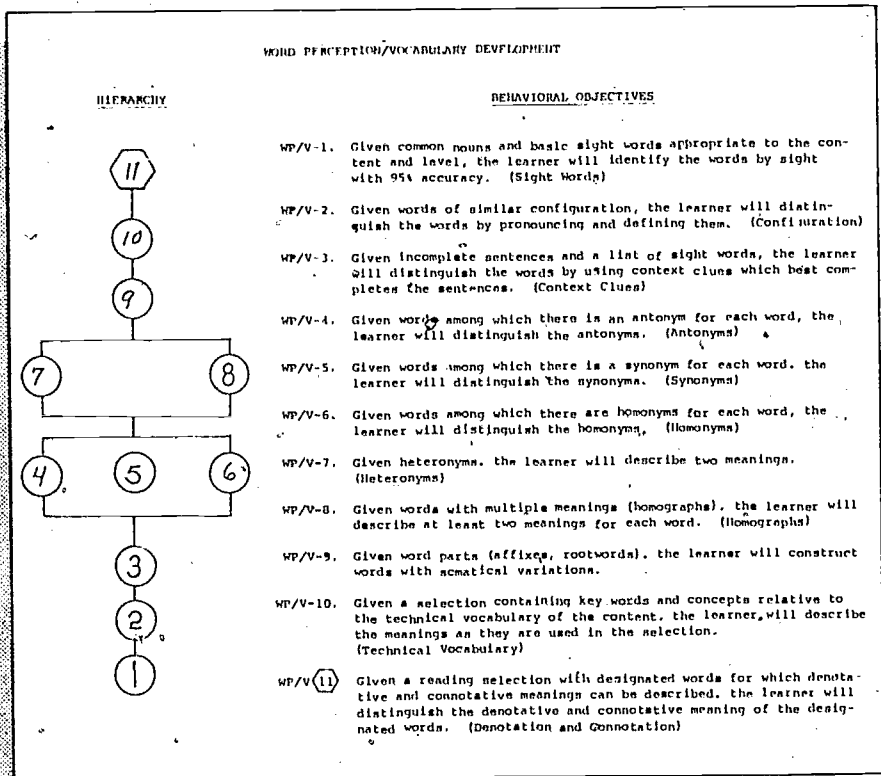 WORD PERCEPTION/VOCABULARY DEVELOPMENT
HIERARCHY
BEHAVIORAL OBJECTIVES
11
10
9
7 8
4 5 6
3
2
1
WP/V-1. Given common nouns and basic sight words appropriate to the con-
tent and level, the learner will identify the words by sight
with 95% accuracy. (Sight Words)
WP/V-2. Given words of similar configuration, the learner will distin-
guish the words by pronouncing and defining them. (Configuration)
WP/V-3. Given incomplete sentences and a list of sight words, the learner
will distinguish the words by using context clues which best com-
pletes the sentences. (Context Clues)
WP/V-4. Given words among which there is an antonym for each word, the
learner will distinguish the antonyms. (Antonyms)
WP/V-5. Given words among which there is a synonym for each word. the
learner will distinguish the synonyms. (Synonyms)
WP/V-6. Given words among which there are homonyms for each word, the
learner will distinguish the homonyms. (Homonyms)
WP/V-7. Given heteronyms. the learner will describe two meanings.
(Heteronyms)
WP/V-8. Given words with multiple meanings (homographs). the learner will
describe at least two meanings for each word. (Homographs)
WP/V-9. Given word parts (affixes, rootwords). the learner will construct
words with sematical variations.
WP/V-10. Given a selection containing key words and concepts relative to
the technical vocabulary of the content. the learner will describe
the meanings as they are used in the selection.
(Technical Vocabulary)
WP/V 11 Given a reading selection with designated words for which denota-
tive and connotative meanings can be described. the learner will
distinguish the denotative and connotative meaning of the desig-
nated words. (Denotation and Connotation)